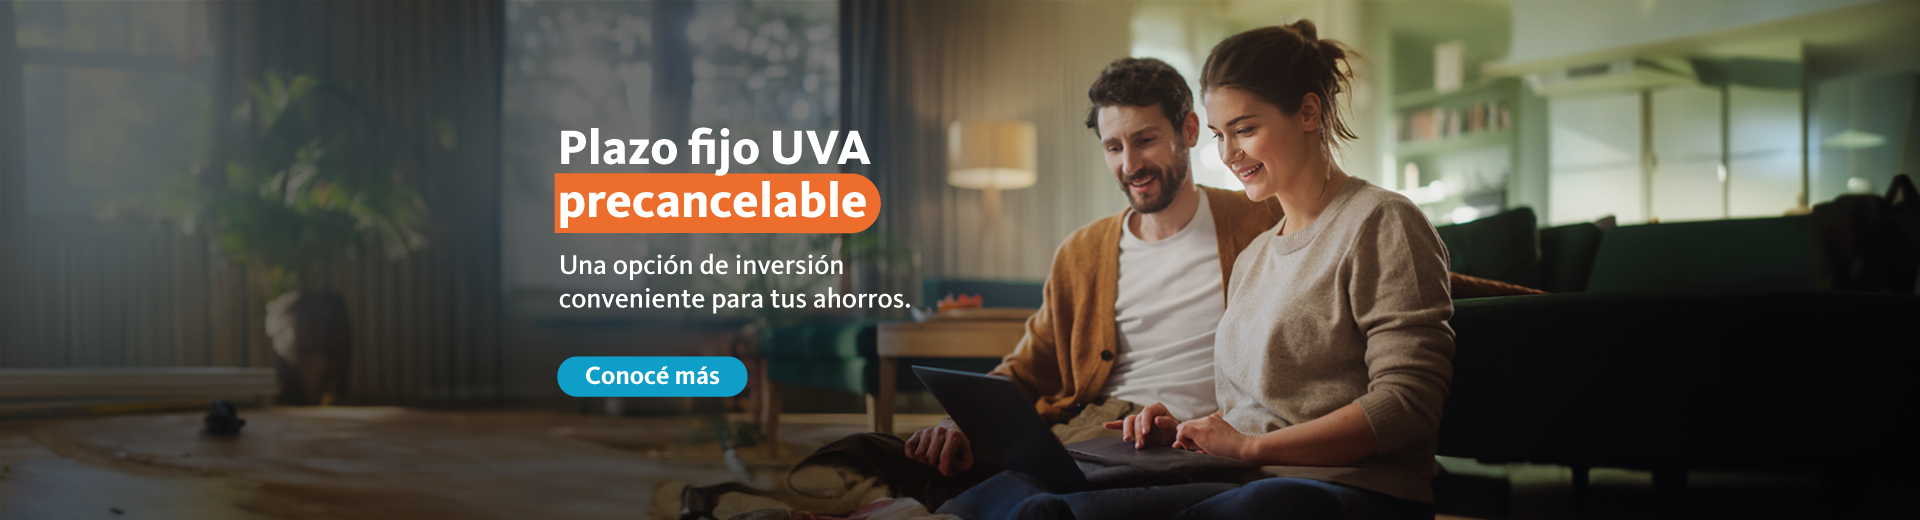 Plazo fijo UVA
precancelable
Una opción de inversión
conveniente para tus ahorros.
Conocé más